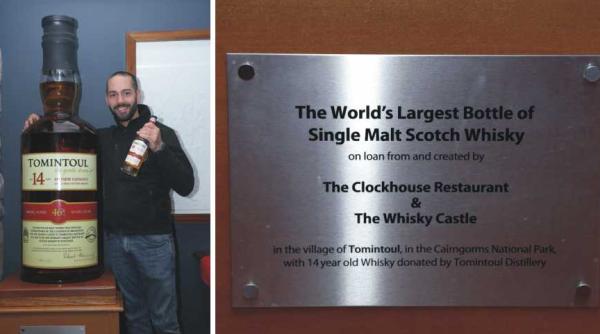 TOMINTOUL
14
46
The World's Largest Bottle of
Single Malt Scotch Whisky
on loan from and created by
The Clockhouse Restaurant
&
The Whisky Castle
in the village of Tomintoul, in the Cairngorms National Park,
with 14 year old Whisky donated by Tomintoul Distillery